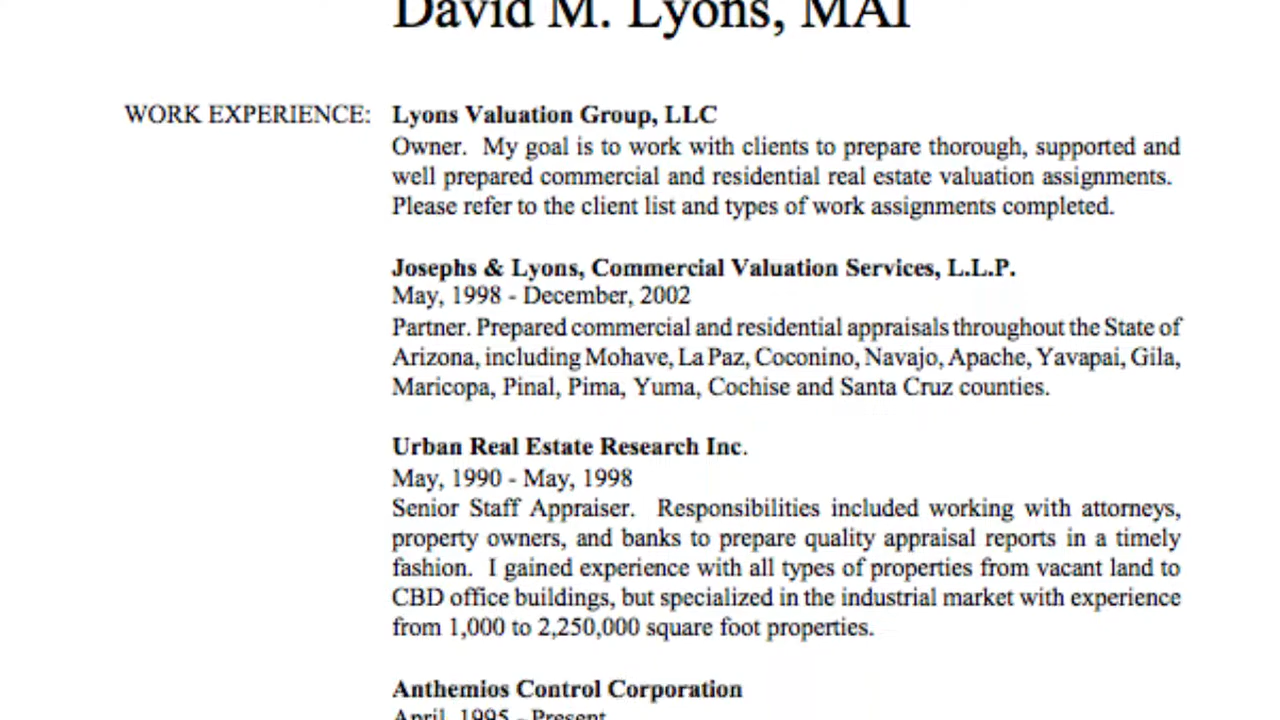 David M. Lyons, MAI
WORK EXPERIENCE: Lyons Valuation Group, LLC
Owner. My goal is to work with clients to prepare thorough, supported and
well prepared commercial and residential real estate valuation assignments.
Please refer to the client list and types of work assignments completed.
Josephs & Lyons, Commercial Valuation Services, L.L.P.
May, 1998 - December, 2002
Partner. Prepared commercial and residential appraisals throughout the State of
Arizona, including Mohave, La Paz, Coconino, Navajo, Apache, Yavapai, Gila,
Maricopa, Pinal, Pima, Yuma, Cochise and Santa Cruz counties.
Urban Real Estate Research Inc.
May, 1990 - May, 1998
Senior Staff Appraiser. Responsibilities included working with attorneys,
property owners, and banks to prepare quality appraisal reports in a timely
fashion. I gained experience with all types of properties from vacant land to
CBD office buildings, but specialized in the industrial market with experience
from 1,000 to 2,250,000 square foot properties.
Anthemios Control Corporation
April, 1995 - Present